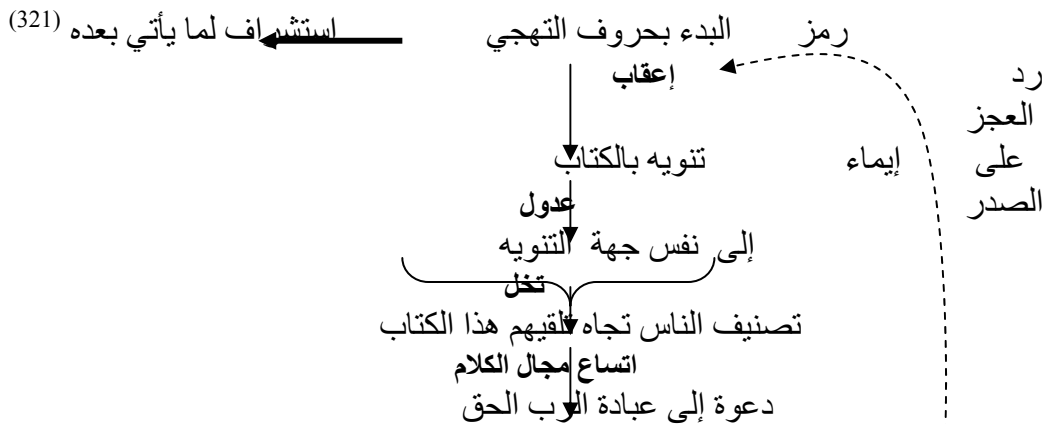 رمز البدء بحروف التهجي استشراف لما يأتي بعده (321)
إعقاب
رد
العجز
على
الصدر
إيماء تنويه بالكتاب
عدول
إلى نفس جهة التنويه
تخل
تصنيف الناس تجاه تلقيهم هذا الكتاب
اتساع مجال الكلام
دعوة إلى عبادة الرب الحق